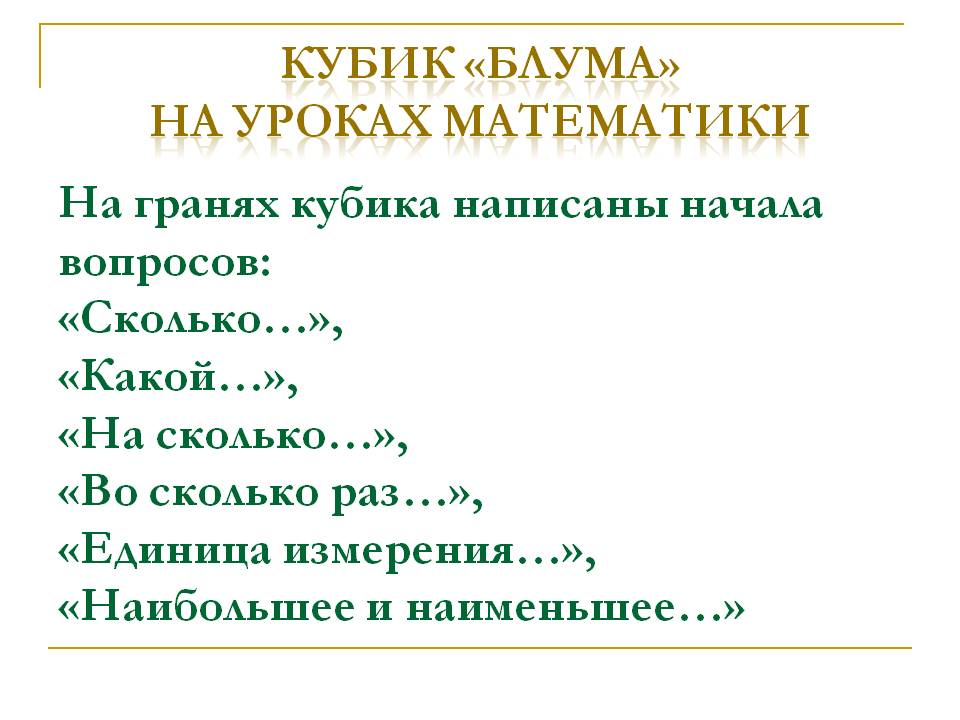 КУБИК «БЛУМА»
НА УРОКАХ МАТЕМАТИКИ
На гранях кубика написаны начала
вопросов:
«Сколько…»,
«Какой…»,
«На сколько…»,
«Во сколько раз…»,
«Единица измерения…»,
«Наибольшее и наименьшее…»